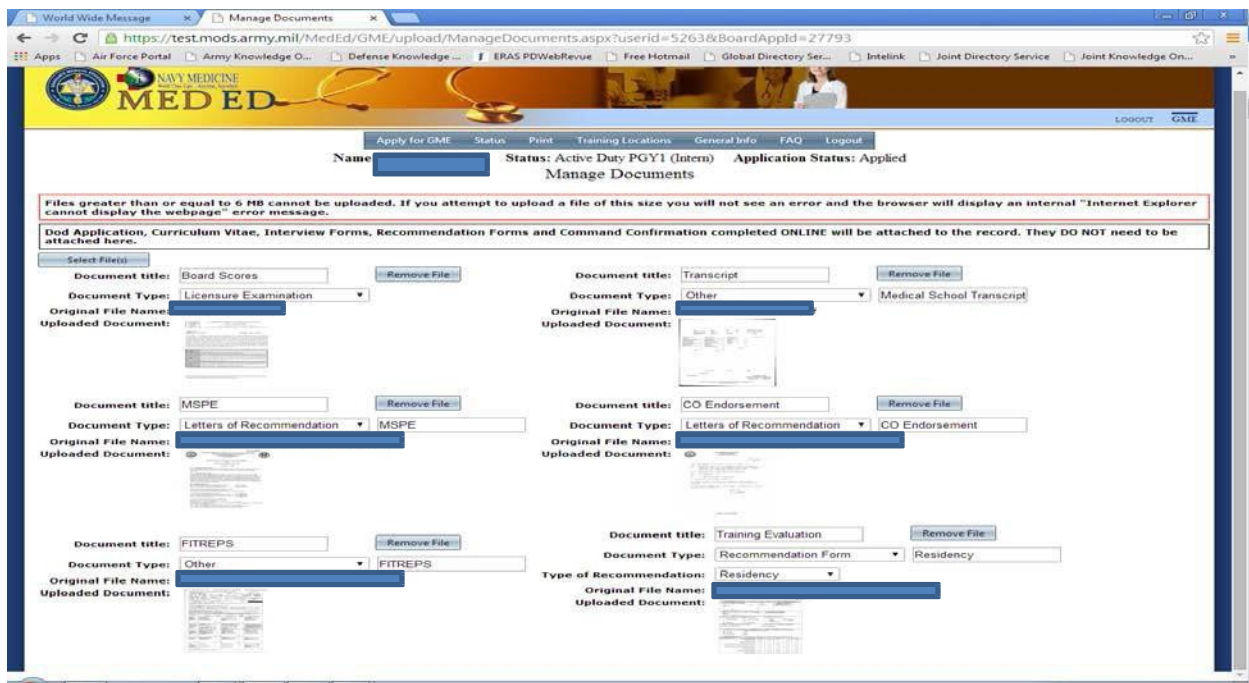 World Wide Message
Manage Documents
https://test.mods.army.mil/MedEd/GME/upload/ManageDocuments.aspx?userid=5263&BoardAppId=27793
Apps Air Force Portal Army Knowledge O... Defense Knowledge ... ERAS PDWebRevue Free Hotmail Global Directory Ser... Intelink Joint Directory Service Joint Knowledge On...
NAVY MEDICINE
MED ED
LOGOUT GME
Apply for GME Status Print Training Locations General Info FAQ Logout
Name Status: Active Duty PGY1 (Intern) Application Status: Applied
Manage Documents
Files greater than or equal to 6 MB cannot be uploaded. If you attempt to upload a file of this size you will not see an error and the browser will display an internal "Internet Explorer
cannot display the webpage" error message.
Dod Application, Curriculum Vitae, Interview Forms, Recommendation Forms and Command Confirmation completed ONLINE will be attached to the record. They DO NOT need to be
attached here.
Select File(s)
Document title: Board Scores Remove File
Document Type: Licensure Examination
Original File Name:
Uploaded Document:
Document title: Transcript Remove File
Document Type: Other Medical School Transcript
Original File Name:
Uploaded Document:
Document title: MSPE Remove File
Document Type: Letters of Recommendation MSPE
Original File Name:
Uploaded Document:
Document title: CO Endorsement Remove File
Document Type: Letters of Recommendation CO Endorsement
Original File Name:
Uploaded Document:
Document title: FITREPS Remove File
Document Type: Other FITREPS
Original File Name:
Uploaded Document:
Document title: Training Evaluation Remove File
Document Type: Recommendation Form Residency
Type of Recommendation: Residency
Original File Name:
Uploaded Document: